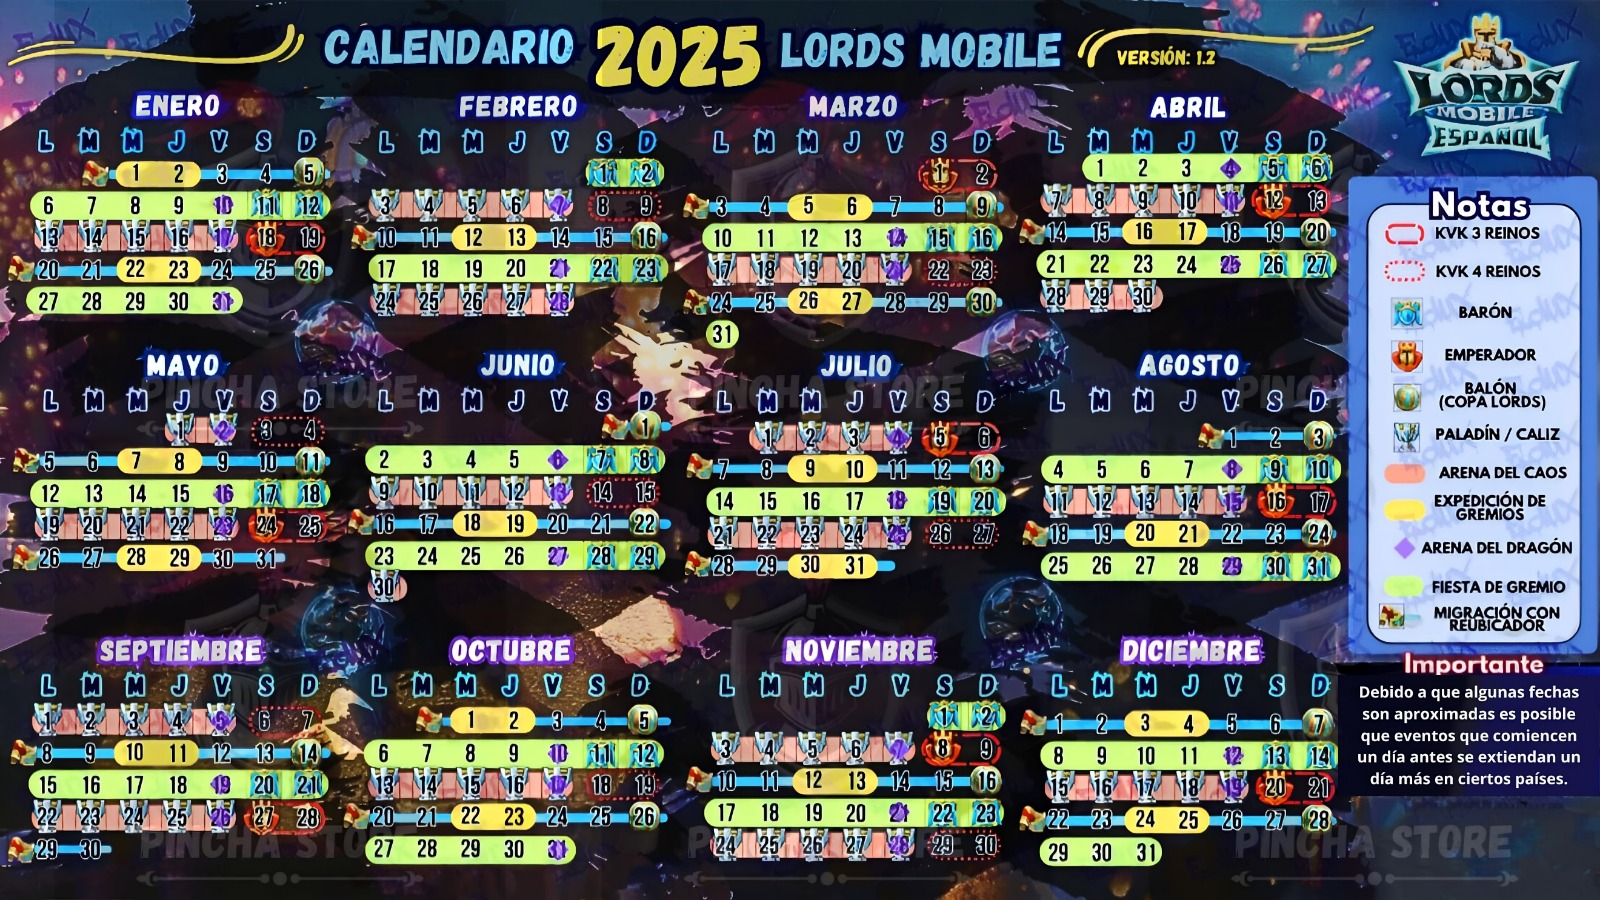 CALENDARIO 2025 LORDS MOBILE
VERSIÓN: 1.2
LORDS
MOBILE
ESPAÑOL
ENERO
L M M J V S D
1 2 3 4 5
6 7 8 9 10 11 12
13 14 15 16 17 18 19
20 21 22 23 24 25 26
27 28 29 30 31
FEBRERO
L M M J V S D
1 2
3 4 5 6 7 8 9
10 11 12 13 14 15 16
17 18 19 20 21 22 23
24 25 26 27 28
MARZO
L M M J V S D
1 2
3 4 5 6 7 8 9
10 11 12 13 14 15 16
17 18 19 20 21 22 23
24 25 26 27 28 29 30
31
ABRIL
L M M J V S D
1 2 3 4 5 6
7 8 9 10 11 12 13
14 15 16 17 18 19 20
21 22 23 24 25 26 27
28 29 30
MAYO
L M M J V S D
1 2 3 4
5 6 7 8 9 10 11
12 13 14 15 16 17 18
19 20 21 22 23 24 25
26 27 28 29 30 31
JUNIO
L M M J V S D
1
2 3 4 5 6 7 8
9 10 11 12 13 14 15
16 17 18 19 20 21 22
23 24 25 26 27 28 29
30
JULIO
L M M J V S D
1 2 3 4 5 6
7 8 9 10 11 12 13
14 15 16 17 18 19 20
21 22 23 24 25 26 27
28 29 30 31
AGOSTO
L M M J V S D
1 2 3
4 5 6 7 8 9 10
11 12 13 14 15 16 17
18 19 20 21 22 23 24
25 26 27 28 29 30 31
SEPTIEMBRE
L M M J V S D
1 2 3 4 5 6 7
8 9 10 11 12 13 14
15 16 17 18 19 20 21
22 23 24 25 26 27 28
29 30
OCTUBRE
L M M J V S D
1 2 3 4 5
6 7 8 9 10 11 12
13 14 15 16 17 18 19
20 21 22 23 24 25 26
27 28 29 30 31
NOVIEMBRE
L M M J V S D
1 2
3 4 5 6 7 8 9
10 11 12 13 14 15 16
17 18 19 20 21 22 23
24 25 26 27 28 29 30
DICIEMBRE
L M M J V S D
1 2 3 4 5 6 7
8 9 10 11 12 13 14
15 16 17 18 19 20 21
22 23 24 25 26 27 28
29 30 31
Notas
KVK 3 REINOS
KVK 4 REINOS
BARÓN
EMPERADOR
BALÓN
(COPA LORDS)
PALADÍN / CALIZ
ARENA DEL CAOS
EXPEDICIÓN DE
GREMIOS
ARENA DEL DRAGÓN
FIESTA DE GREMIO
MIGRACIÓN CON
REUBICADOR
Importante
Debido a que algunas fechas
son aproximadas es posible
que eventos que comiencen
un día antes se extiendan un
día más en ciertos países.
PINCHA STORE
PINCHA STORE
PINCHA STORE
PINCHA STORE
PINCHA STORE
PINCHA STORE